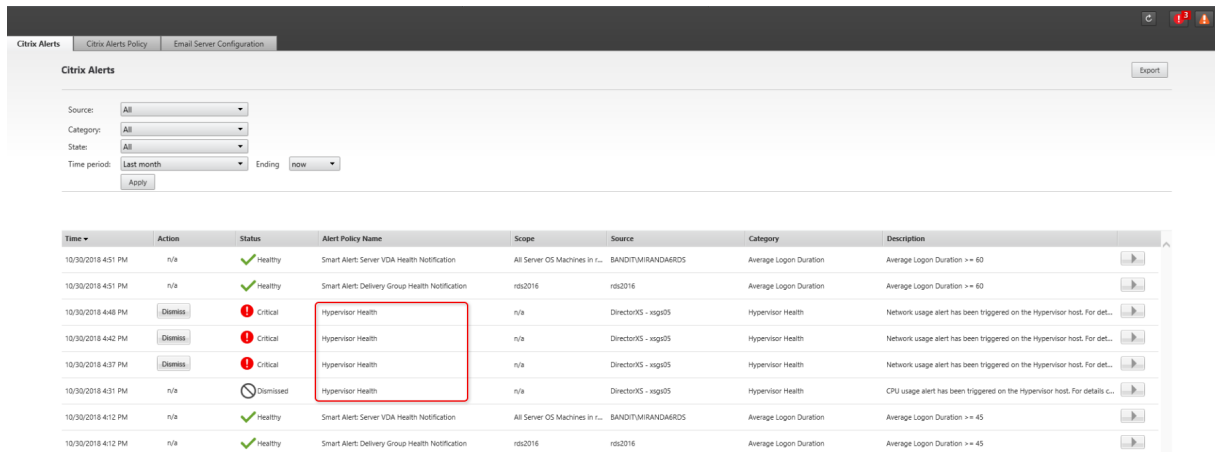 3
Citrix Alerts Citrix Alerts Policy Email Server Configuration
Citrix Alerts Export
Source: All
Category: All
State: All
Time period: Last month Ending now
Apply
Time Action Status Alert Policy Name Scope Source Category Description
10/30/2018 4:51 PM n/a Healthy Smart Alert: Server VDA Health Notification All Server OS Machines in r... BANDIT\MIRANDA6RDS Average Logon Duration Average Logon Duration >= 60
10/30/2018 4:51 PM n/a Healthy Smart Alert: Delivery Group Health Notification rds2016 rds2016 Average Logon Duration Average Logon Duration >= 60
10/30/2018 4:48 PM Dismiss Critical Hypervisor Health n/a DirectorXS - xsgs05 Hypervisor Health Network usage alert has been triggered on the Hypervisor host. For det...
10/30/2018 4:42 PM Dismiss Critical Hypervisor Health n/a DirectorXS - xsgs05 Hypervisor Health Network usage alert has been triggered on the Hypervisor host. For det...
10/30/2018 4:37 PM Dismiss Critical Hypervisor Health n/a DirectorXS - xsgs05 Hypervisor Health Network usage alert has been triggered on the Hypervisor host. For det...
10/30/2018 4:31 PM n/a Dismissed Hypervisor Health n/a DirectorXS - xsgs05 Hypervisor Health CPU usage alert has been triggered on the Hypervisor host. For details c...
10/30/2018 4:12 PM n/a Healthy Smart Alert: Server VDA Health Notification All Server OS Machines in r... BANDIT\MIRANDA6RDS Average Logon Duration Average Logon Duration >= 45
10/30/2018 4:12 PM n/a Healthy Smart Alert: Delivery Group Health Notification rds2016 rds2016 Average Logon Duration Average Logon Duration >= 45